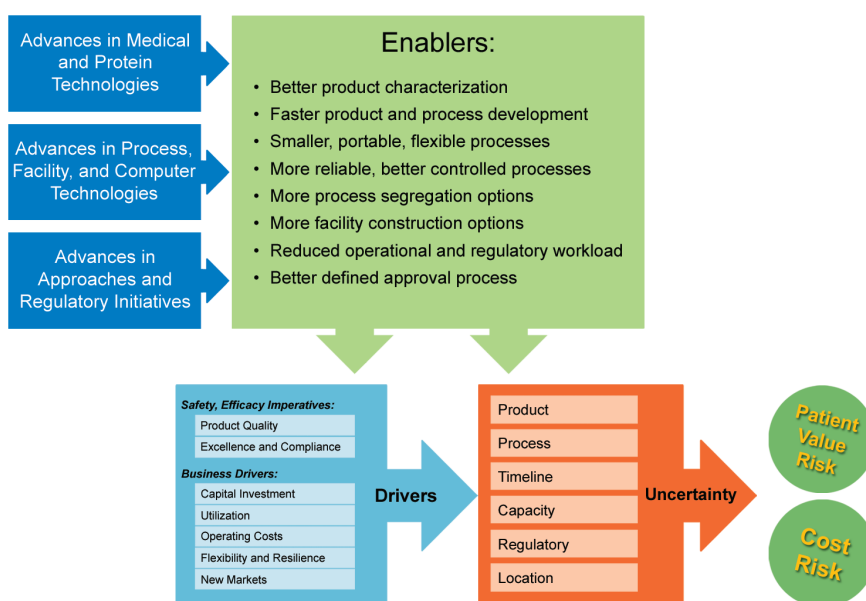 Advances in Medical
and Protein
Technologies
Advances in Process,
Facility, and Computer
Technologies
Advances in
Approaches and
Regulatory Initiatives
Enablers:
• Better product characterization
• Faster product and process development
• Smaller, portable, flexible processes
• More reliable, better controlled processes
• More process segregation options
• More facility construction options
• Reduced operational and regulatory workload
• Better defined approval process
Safety, Efficacy Imperatives:
Product Quality
Excellence and Compliance
Business Drivers:
Capital Investment
Utilization
Operating Costs
Flexibility and Resilience
New Markets
Drivers
Product
Process
Timeline
Capacity
Regulatory
Location
Uncertainty
Patient
Value
Risk
Cost
Risk